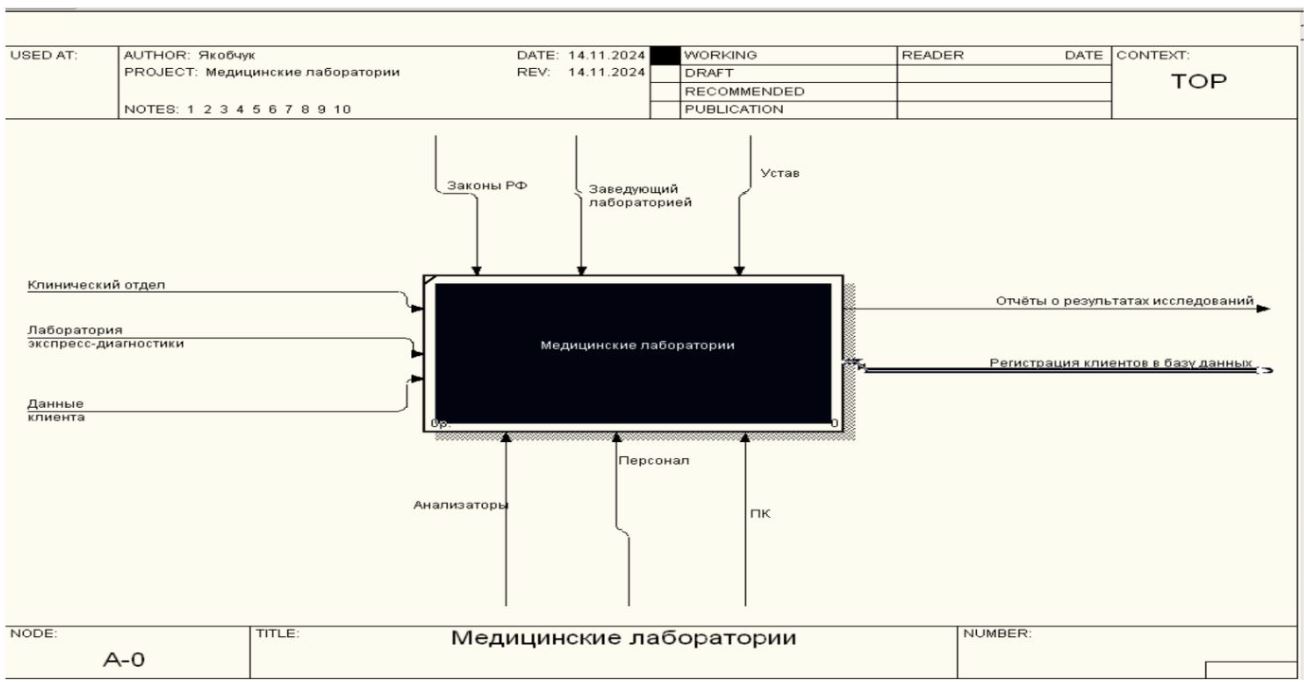 USED AT:
AUTHOR: Якобчук
DATE: 14.11.2024
WORKING
READER
DATE
CONTEXT:
PROJECT: Медицинские лаборатории
REV: 14.11.2024
DRAFT
TOP
RECOMMENDED
NOTES: 1 2 3 4 5 6 7 8 9 10
PUBLICATION
Законы РФ
Заведующий
лабораторией
Устав
Клинический отдел
Лаборатория
экспресс-диагностики
Данные
клиента
Медицинские лаборатории
0р.
0
Отчёты о результатах исследований
Регистрация клиентов в базу данных
Анализаторы
Персонал
ПК
NODE:
A-0
TITLE:
Медицинские лаборатории
NUMBER: